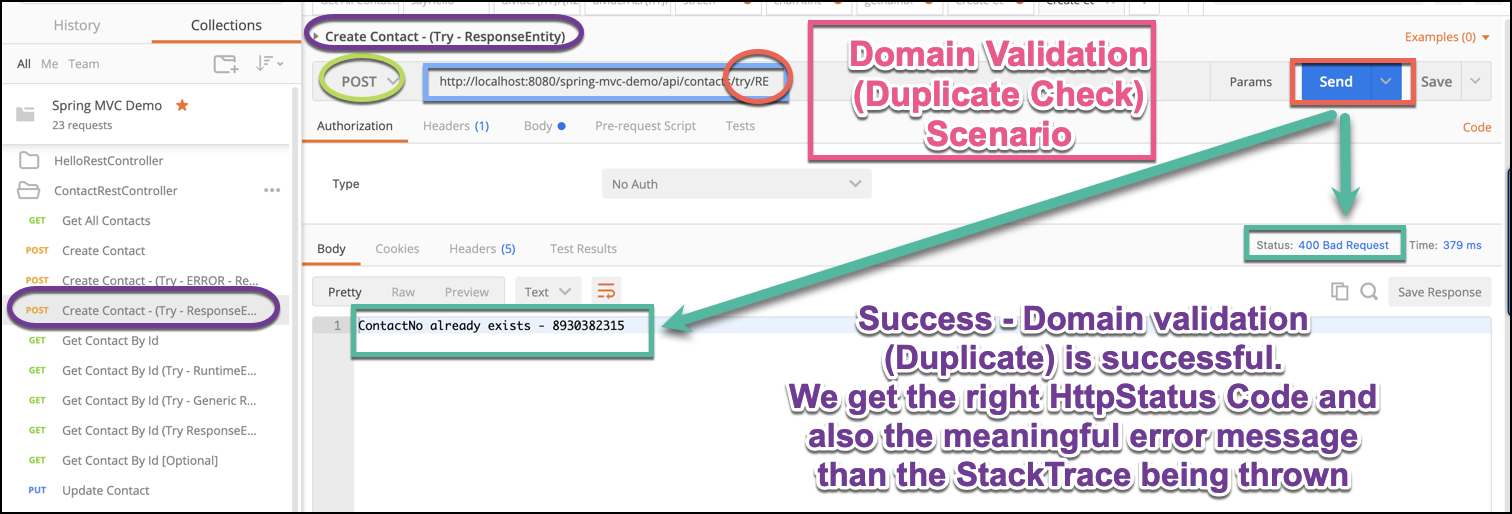 History Collections
All Me Team
Spring MVC Demo
23 requests
HelloRestController
ContactRestController
GET Get All Contacts
POST Create Contact
POST Create Contact - (Try - ERROR - Re...
POST Create Contact - (Try - ResponseE...
GET Get Contact By Id
GET Get Contact By Id (Try - RuntimeE...
GET Get Contact By Id (Try - Generic R...
GET Get Contact By Id (Try ResponseE...
GET Get Contact By Id [Optional]
PUT Update Contact
Create Contact - (Try - ResponseEntity)
Examples (0)
POST http://localhost:8080/spring-mvc-demo/api/contacts/try/RE Params Send Save
Domain Validation
(Duplicate Check)
Scenario
Authorization Headers (1) Body Pre-request Script Tests Code
Type No Auth
Body Cookies Headers (5) Test Results Status: 400 Bad Request Time: 379 ms
Pretty Raw Preview Text Save Response
1 ContactNo already exists - 8930382315
Success - Domain validation
(Duplicate) is successful.
We get the right HttpStatus Code and
also the meaningful error message
than the StackTrace being thrown